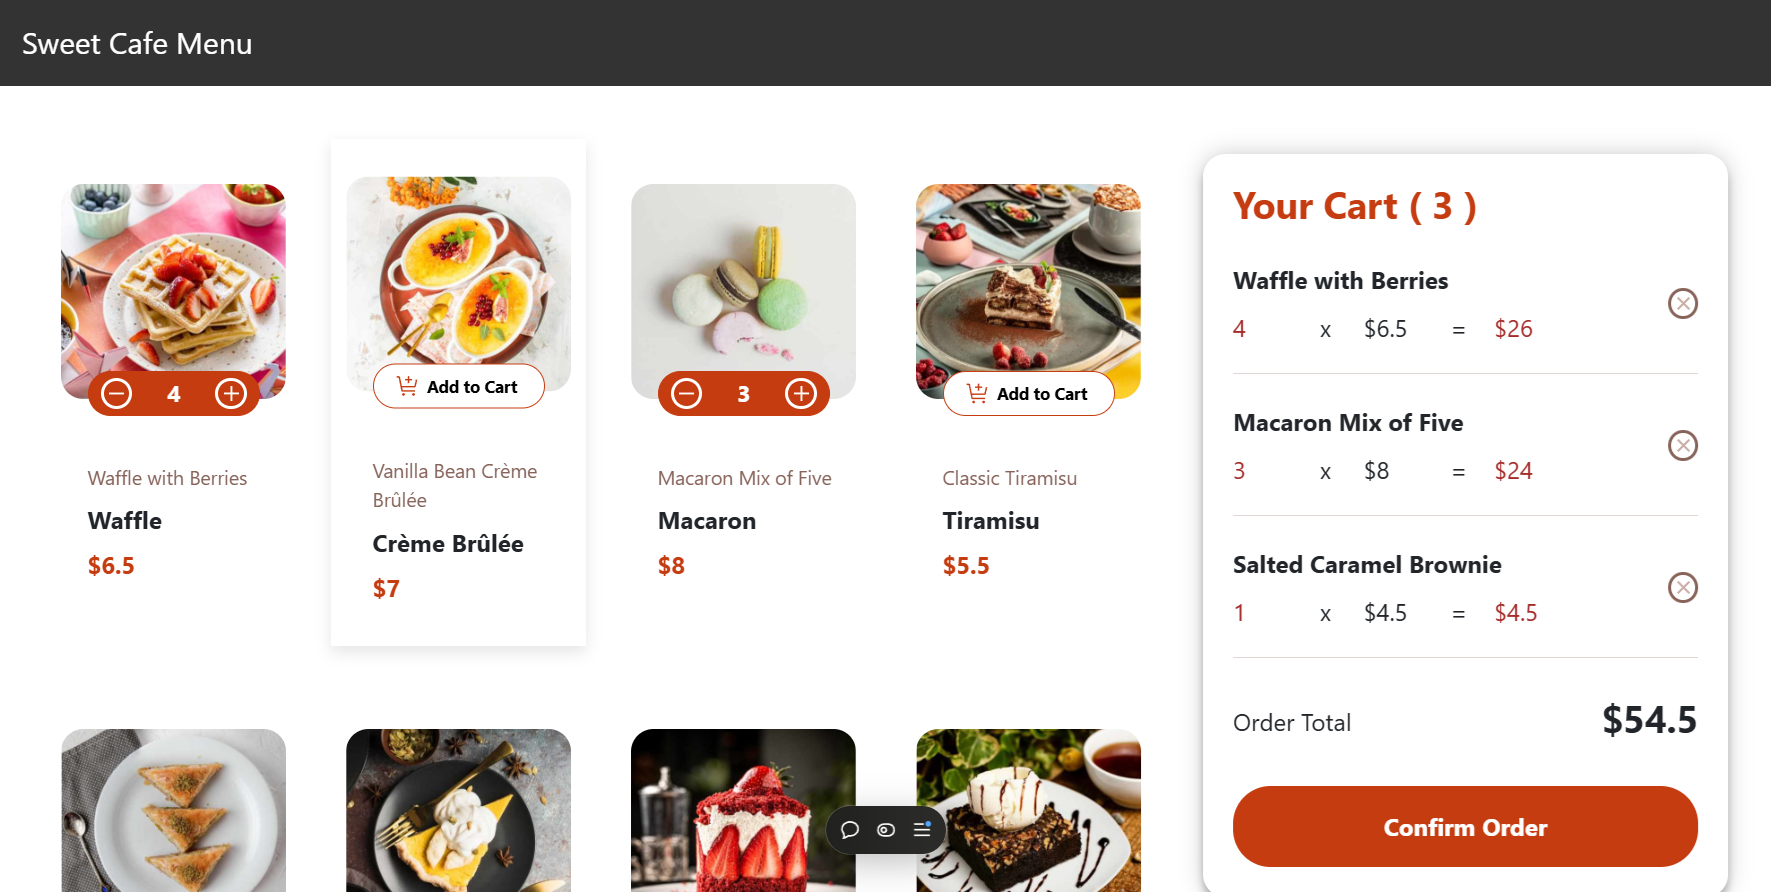 Sweet Cafe Menu
4
Waffle with Berries
Waffle
$6.5
Add to Cart
Vanilla Bean Crème
Brûlée
Crème Brûlée
$7
3
Macaron Mix of Five
Macaron
$8
Add to Cart
Classic Tiramisu
Tiramisu
$5.5
Your Cart ( 3 )
Waffle with Berries
4 x $6.5 = $26
Macaron Mix of Five
3 x $8 = $24
Salted Caramel Brownie
1 x $4.5 = $4.5
Order Total $54.5
Confirm Order